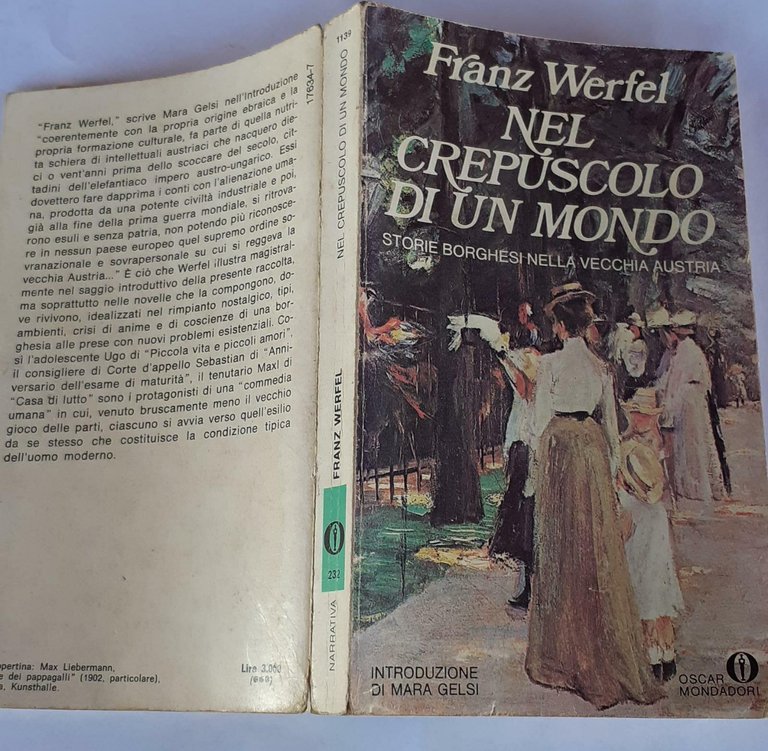 "Franz Werfel," scrive Mara Gelsi nell'Introduzione
"coerentemente con la propria origine ebraica e la
propria formazione culturale, fa parte di quella nutri-
ta schiera di intellettuali austriaci che nacquero die-
ci o vent'anni prima dello scoccare del secolo, cit-
tadini dell'elefantiaco impero austro-ungarico. Essi
dovettero fare dapprima i conti con l'alienazione uma-
na, prodotta da una potente civiltà industriale e poi,
già alla fine della prima guerra mondiale, si ritrova-
rono esuli e senza patria, non potendo più riconosce-
re in nessun paese europeo quel supremo ordine so-
vranazionale e sovrapersonale su cui si reggeva la
vecchia Austria..." È ciò che Werfel illustra magistral-
mente nel saggio introduttivo della presente raccolta,
ma soprattutto nelle novelle che la compongono, do-
ve rivivono, idealizzati nel rimpianto nostalgico, tipi,
ambienti, crisi di anime e di coscienze di una bor-
ghesia alle prese con nuovi problemi esistenziali. Co-
sì l'adolescente Ugo di "Piccola vita e piccoli amori",
il consigliere di Corte d'appello Sebastian di "Anni-
versario dell'esame di maturità", il tenutario Maxl di
"Casa di lutto" sono i protagonisti di una "commedia
umana" in cui, venuto bruscamente meno il vecchio
gioco delle parti, ciascuno si avvia verso quell'esilio
da se stesso che costituisce la condizione tipica
dell'uomo moderno.
17634-7
pertina: Max Liebermann,
e dei pappagalli" (1902, particolare).
a, Kunsthalle.
Lire 3.000
1139
NEL CREPUSCOLO DI UN MONDO
FRANZ WERFEL
232
NARRATIVA
Franz Werfel
NEL
CREPUSCOLO
DI UN MONDO
STORIE BORGHESI NELLA VECCHIA AUSTRIA
INTRODUZIONE
DI MARA GELSI
OSCAR
MONDADORI